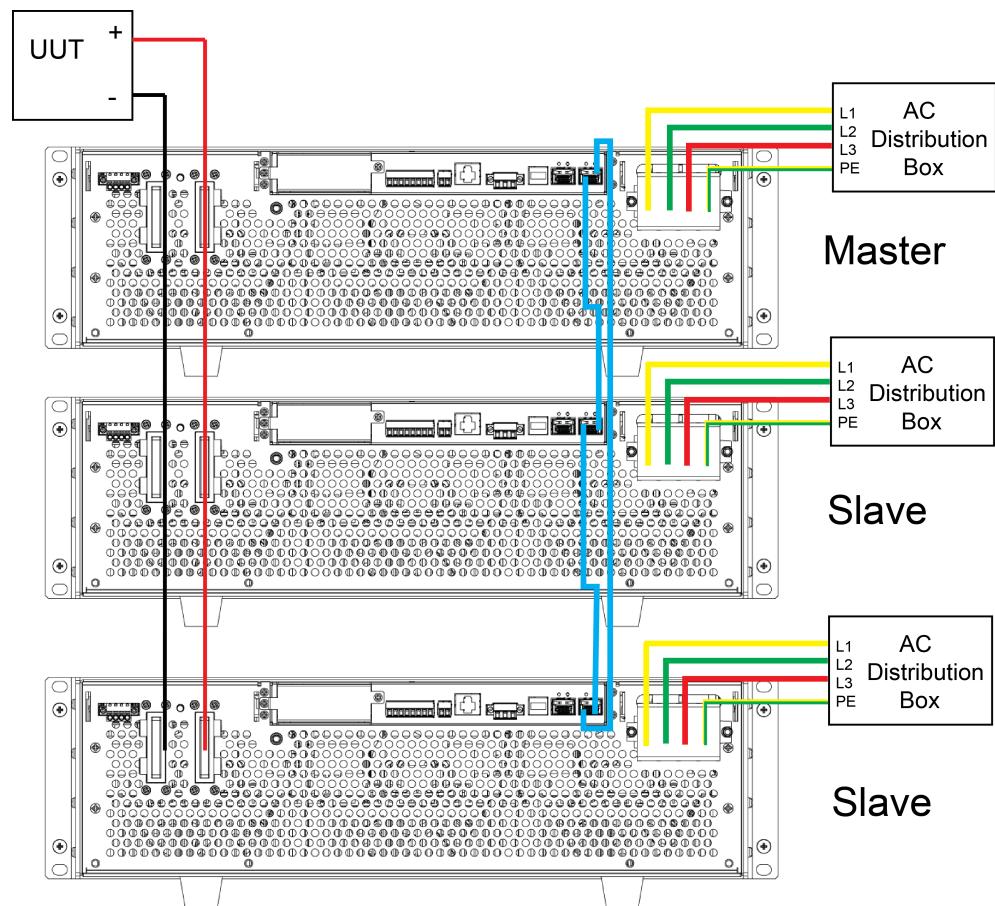 UUT
+
-
L1
L2
L3
PE
AC
Distribution
Box
Master
L1
L2
L3
PE
AC
Distribution
Box
Slave
L1
L2
L3
PE
AC
Distribution
Box
Slave